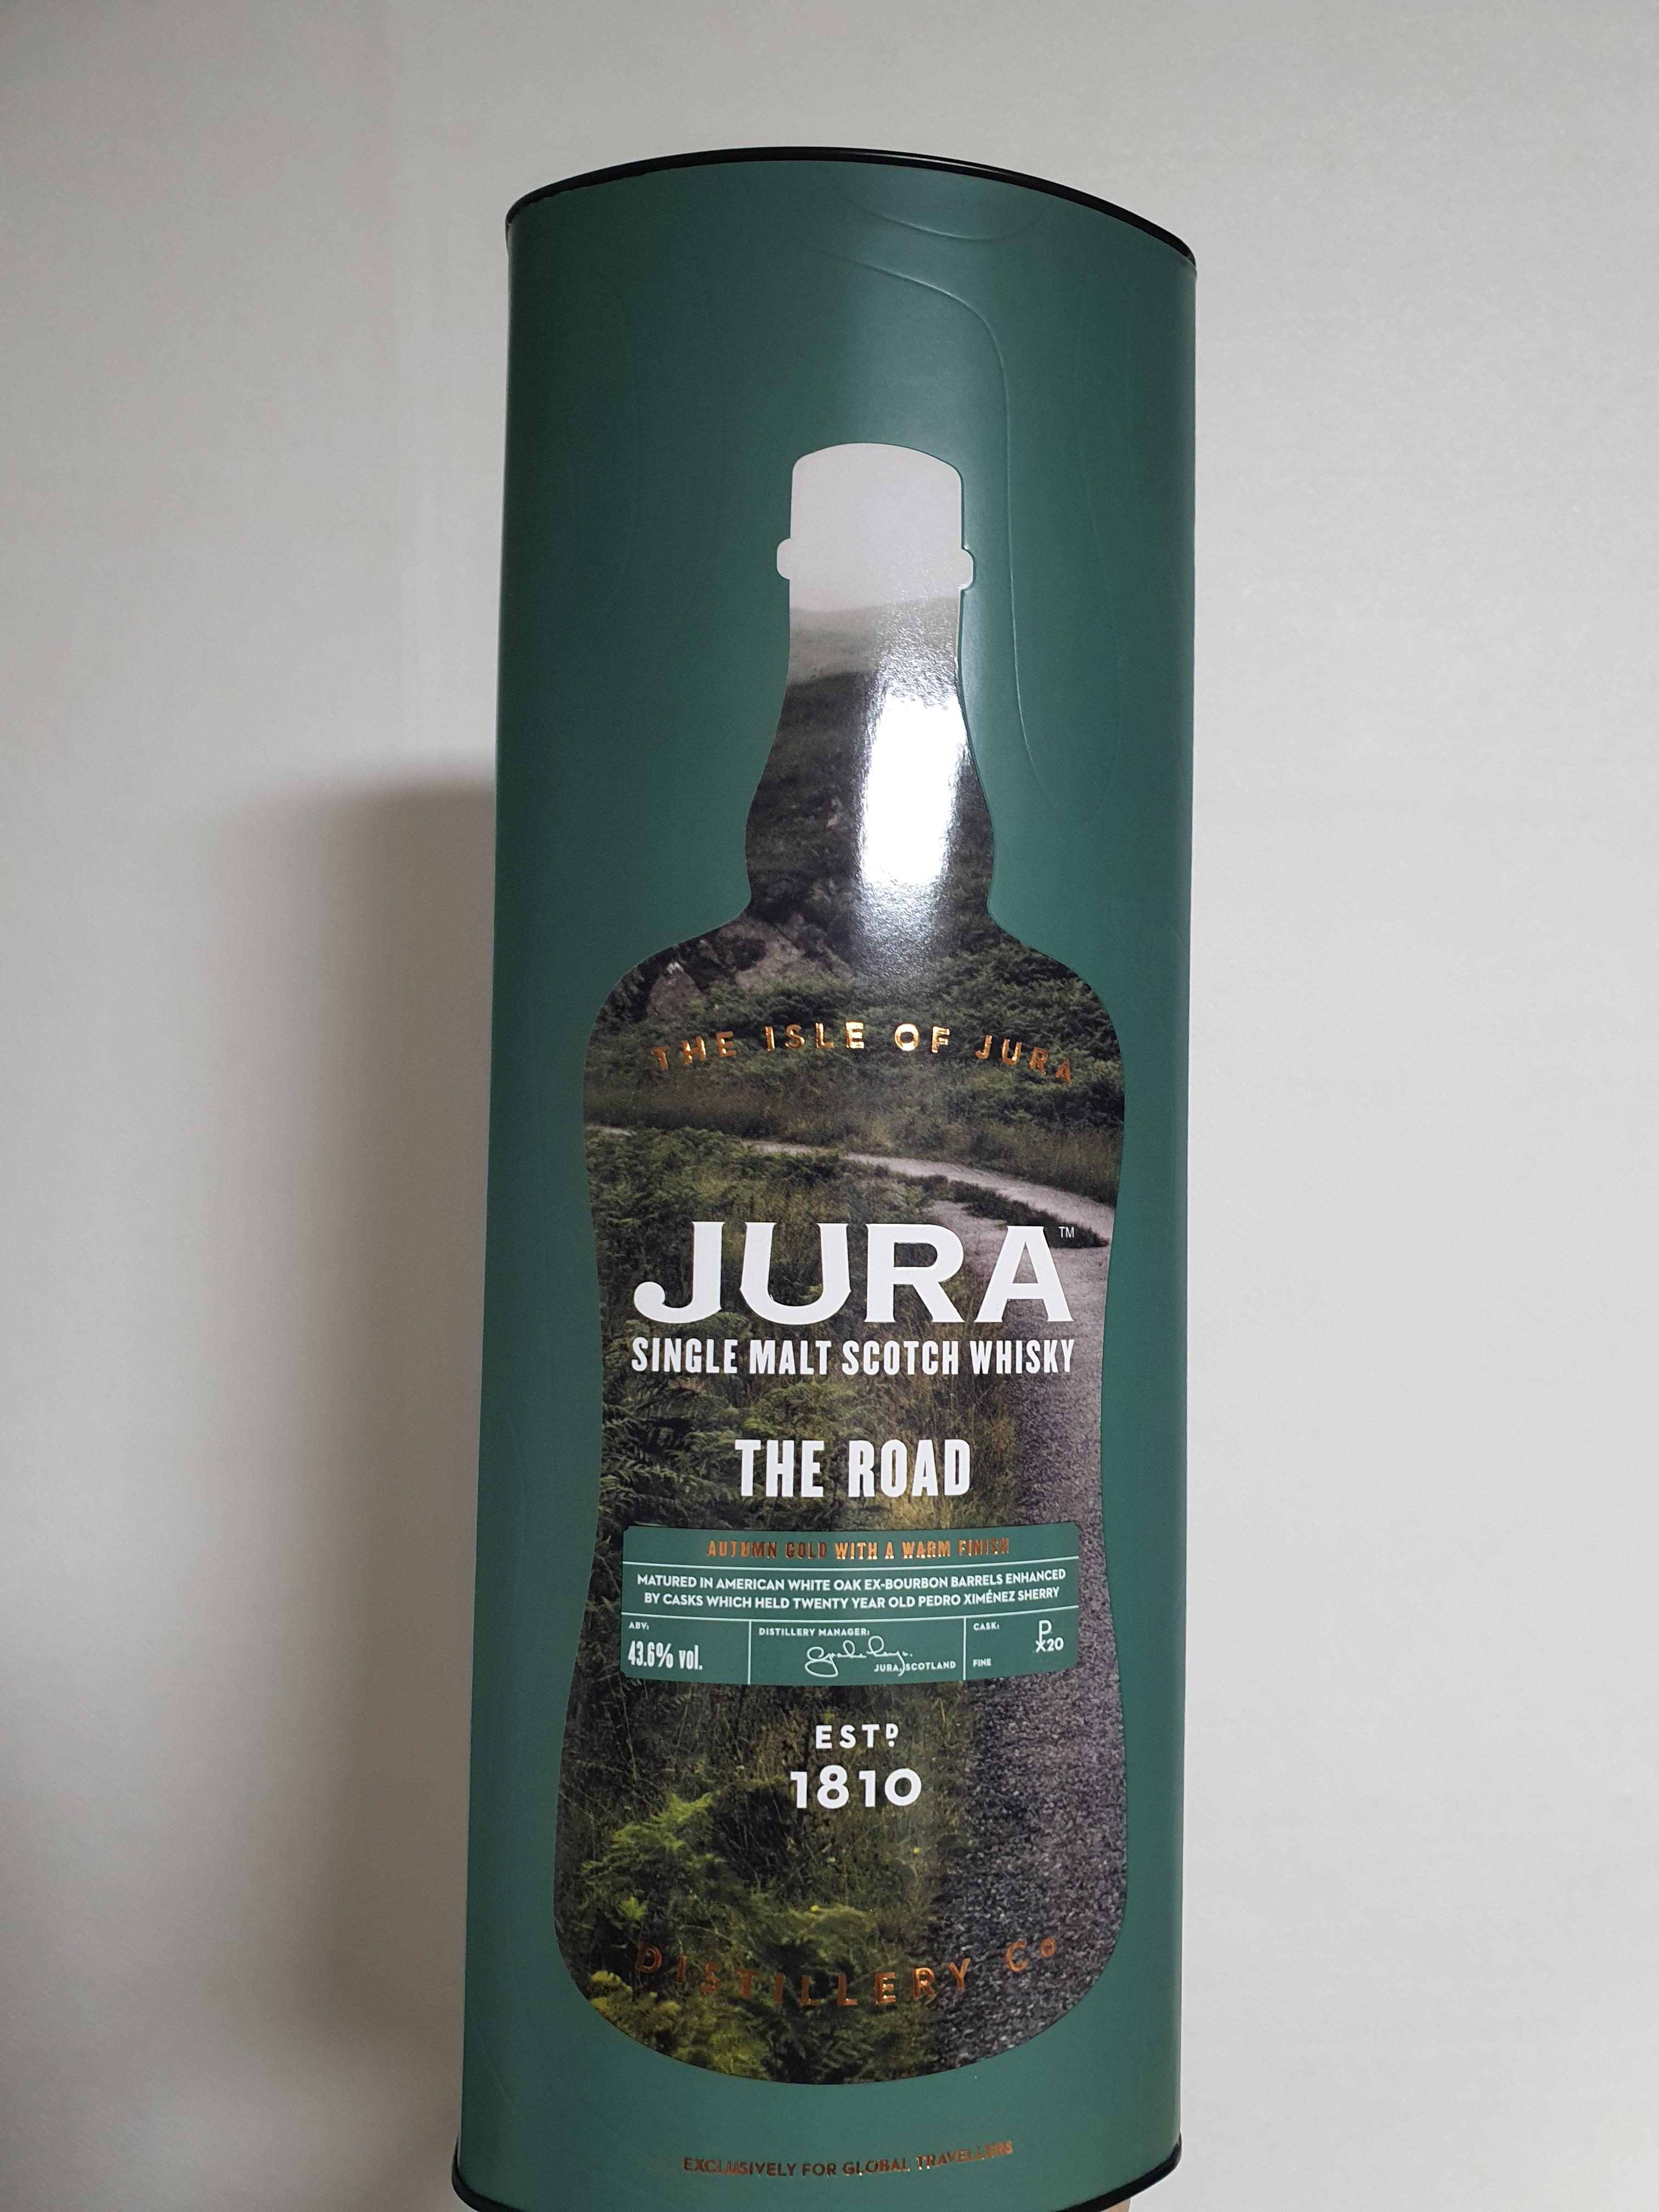 THE ISLE OF JURA
JURA™
SINGLE MALT SCOTCH WHISKY
THE ROAD
AUTUMN GOLD WITH A WARM FINISH
MATURED IN AMERICAN WHITE OAK EX-BOURBON BARRELS ENHANCED
BY CASKS WHICH HELD TWENTY YEAR OLD PEDRO XIMÉNEZ SHERRY
ABV:
43.6% vol.
DISTILLERY MANAGER:
JURA, SCOTLAND
CASK:
FINE
PX20
ESTD
1810
DISTILLERY Co
EXCLUSIVELY FOR GLOBAL TRAVELLERS